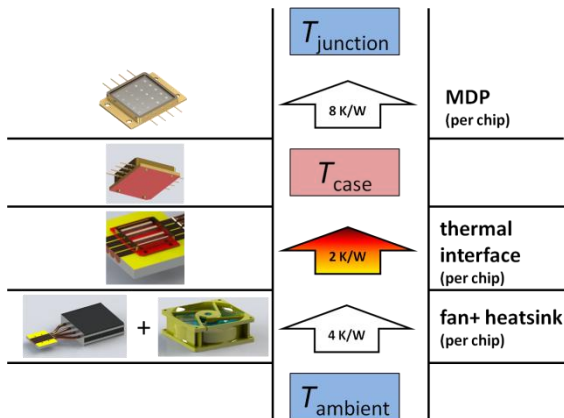 T junction
8 K/W
MDP
(per chip)
T case
2 K/W
thermal
interface
(per chip)
+
4 K/W
fan+ heatsink
(per chip)
T ambient